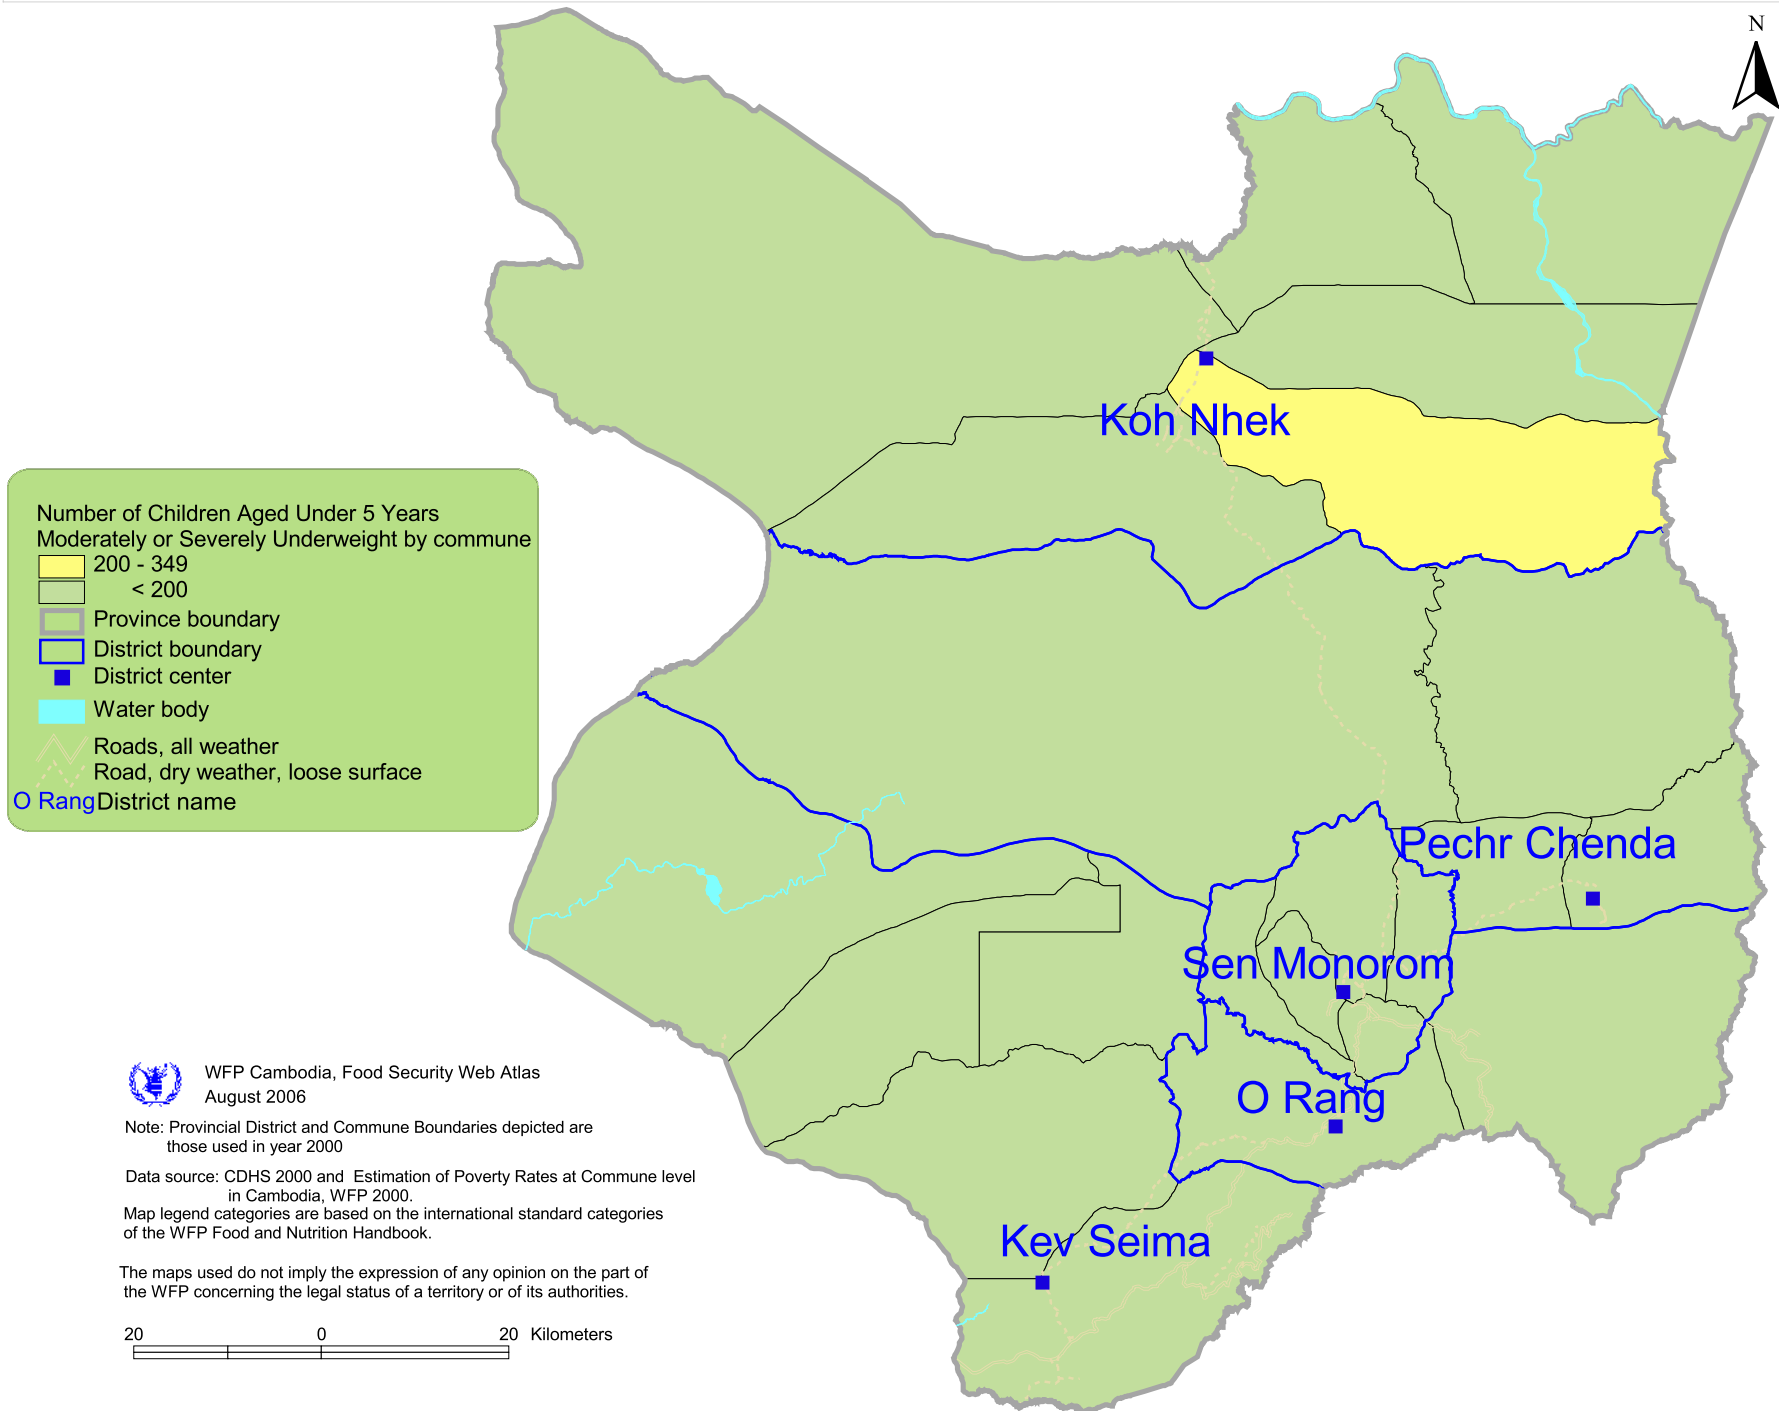 N
Koh Nhek
Number of Children Aged Under 5 Years
Moderately or Severely Underweight by commune
200 - 349
< 200
Province boundary
District boundary
District center
Water body
Roads, all weather
Road, dry weather, loose surface
O Rang District name
Pechr Chenda
Sen Monorom
O Rang
Kev Seima
WFP Cambodia, Food Security Web Atlas
August 2006
Note: Provincial District and Commune Boundaries depicted are
those used in year 2000
Data source: CDHS 2000 and Estimation of Poverty Rates at Commune level
in Cambodia, WFP 2000.
Map legend categories are based on the international standard categories
of the WFP Food and Nutrition Handbook.
The maps used do not imply the expression of any opinion on the part of
the WFP concerning the legal status of a territory or of its authorities.
20 0 20 Kilometers